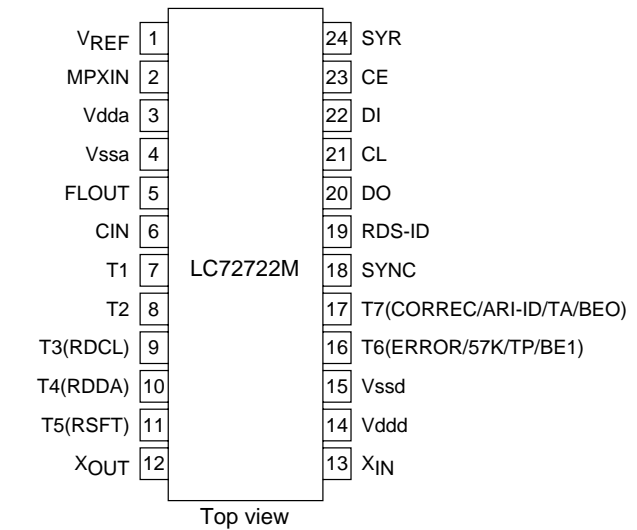 VREF 1 24 SYR
MPXIN 2 23 CE
Vdda 3 22 DI
Vssa 4 21 CL
FLOUT 5 20 DO
CIN 6 19 RDS-ID
T1 7 LC72722M 18 SYNC
T2 8 17 T7(CORREC/ARI-ID/TA/BEO)
T3(RDCL) 9 16 T6(ERROR/57K/TP/BE1)
T4(RDDA) 10 15 Vssd
T5(RSFT) 11 14 Vddd
XOUT 12 13 XIN
Top view